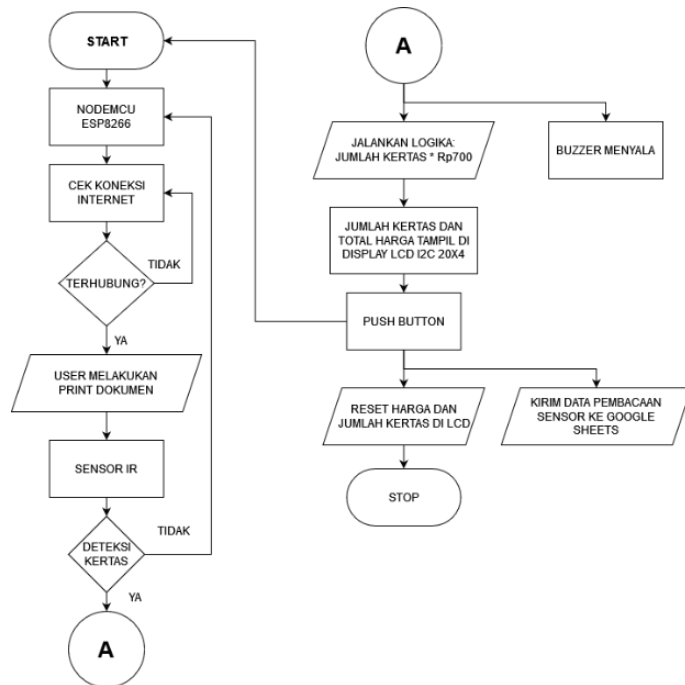 START
NODEMCU
ESP8266
CEK KONEKSI
INTERNET
TIDAK
TERHUBUNG?
YA
USER MELAKUKAN
PRINT DOKUMEN
SENSOR IR
TIDAK
DETEKSI
KERTAS
YA
A
A
JALANKAN LOGIKA:
JUMLAH KERTAS * Rp700
BUZZER MENYALA
JUMLAH KERTAS DAN
TOTAL HARGA TAMPIL DI
DISPLAY LCD I2C 20X4
PUSH BUTTON
RESET HARGA DAN
JUMLAH KERTAS DI LCD
KIRIM DATA PEMBACAAN
SENSOR KE GOOGLE
SHEETS
STOP